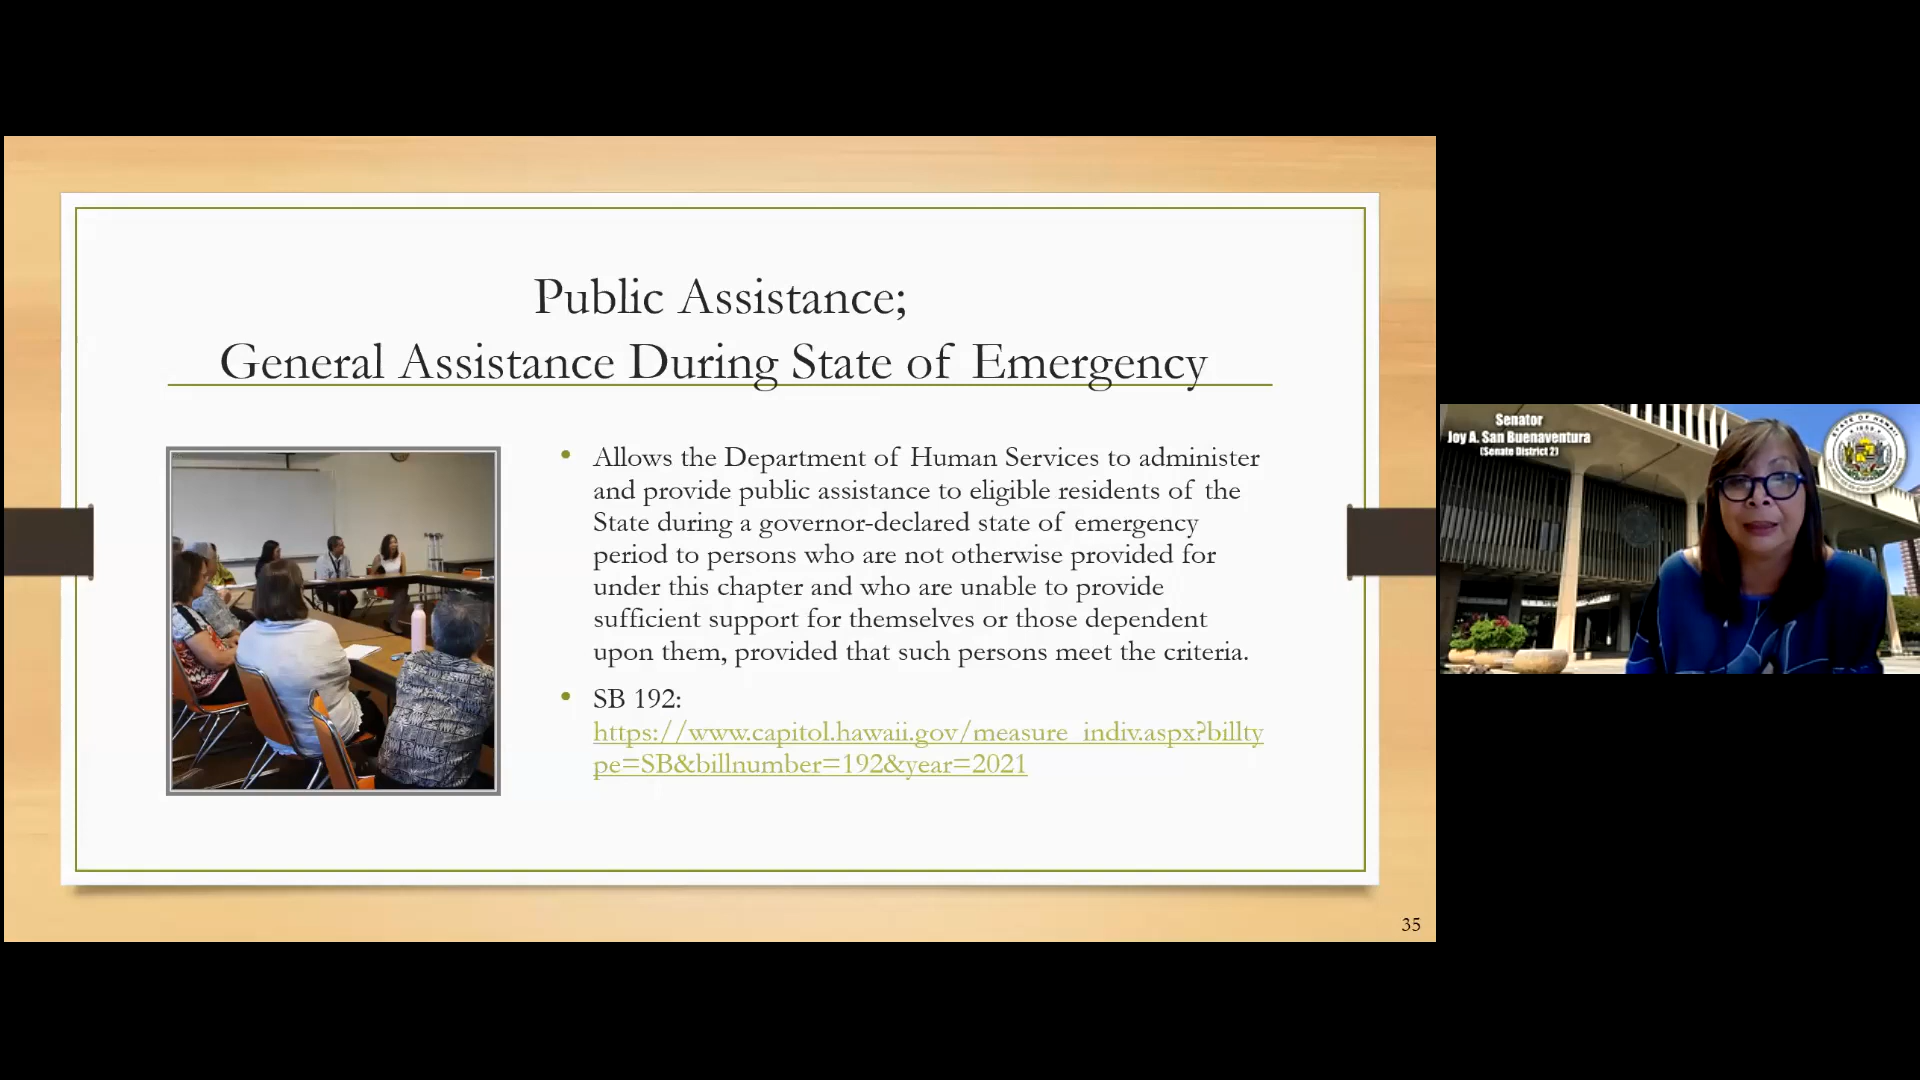 Public Assistance;
General Assistance During State of Emergency
• Allows the Department of Human Services to administer
and provide public assistance to eligible residents of the
State during a governor-declared state of emergency
period to persons who are not otherwise provided for
under this chapter and who are unable to provide
sufficient support for themselves or those dependent
upon them, provided that such persons meet the criteria.
• SB 192:
https://www.capitol.hawaii.gov/measure_indiv.aspx?billty
pe=SB&billnumber=192&year=2021
35
Senator
Joy A. San Buenaventura
(Senate District 2)
STATE OF HAWAII
1959